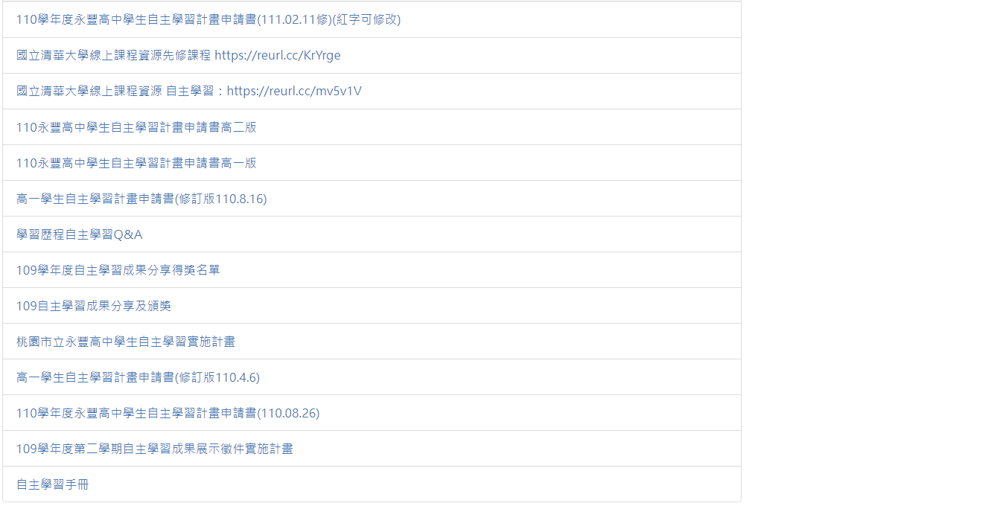 110學年度永豐高中學生自主學習計畫申請書(111.02.11修)(紅字可修改)
國立清華大學線上課程資源先修課程 https://reurl.cc/KrYrge
國立清華大學線上課程資源 自主學習：https://reurl.cc/mv5v1V
110永豐高中學生自主學習計畫申請書高二版
110永豐高中學生自主學習計畫申請書高一版
高一學生自主學習計畫申請書(修訂版110.8.16)
學習歷程自主學習Q&A
109學年度自主學習成果分享得獎名單
109自主學習成果分享及頒獎
桃園市立永豐高中學生自主學習實施計畫
高一學生自主學習計畫申請書(修訂版110.4.6)
110學年度永豐高中學生自主學習計畫申請書(110.08.26)
109學年度第二學期自主學習成果展示徵件實施計畫
自主學習手冊